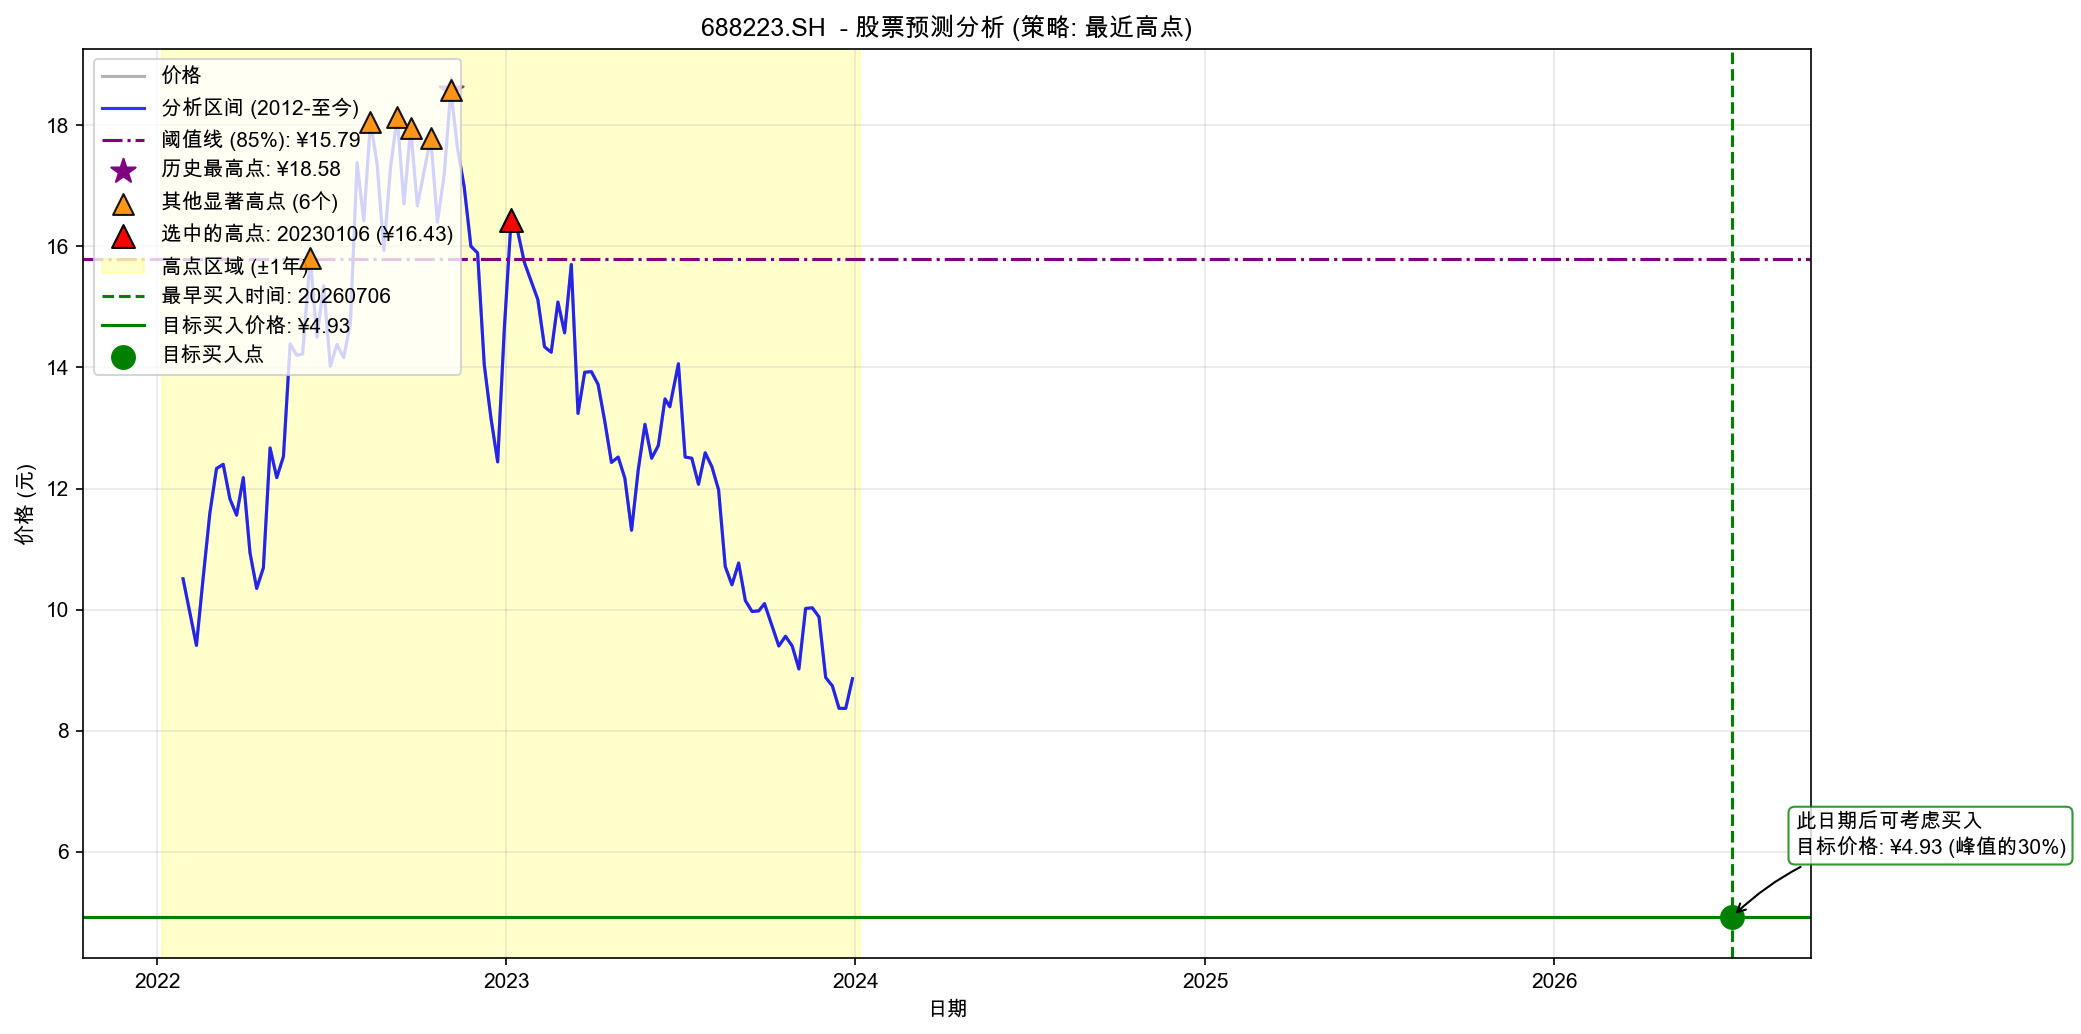 688223.SH - 股票预测分析 (策略: 最近高点)
价格
分析区间 (2012-至今)
阈值线 (85%): ¥15.79
历史最高点: ¥18.58
其他显著高点 (6个)
选中的高点: 20230106 (¥16.43)
高点区域 (±1年)
最早买入时间: 20260706
目标买入价格: ¥4.93
目标买入点
价格 (元)
18
16
14
12
10
8
6
此日期后可考虑买入
目标价格: ¥4.93 (峰值的30%)
2022
2023
2024
2025
2026
日期